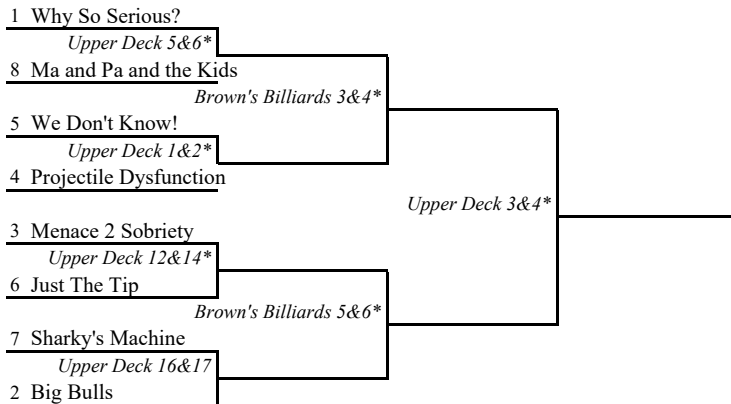 1 Why So Serious?
Upper Deck 5&6*
8 Ma and Pa and the Kids
Brown's Billiards 3&4*
5 We Don't Know!
Upper Deck 1&2*
4 Projectile Dysfunction
Upper Deck 3&4*
3 Menace 2 Sobriety
Upper Deck 12&14*
6 Just The Tip
Brown's Billiards 5&6*
7 Sharky's Machine
Upper Deck 16&17
2 Big Bulls